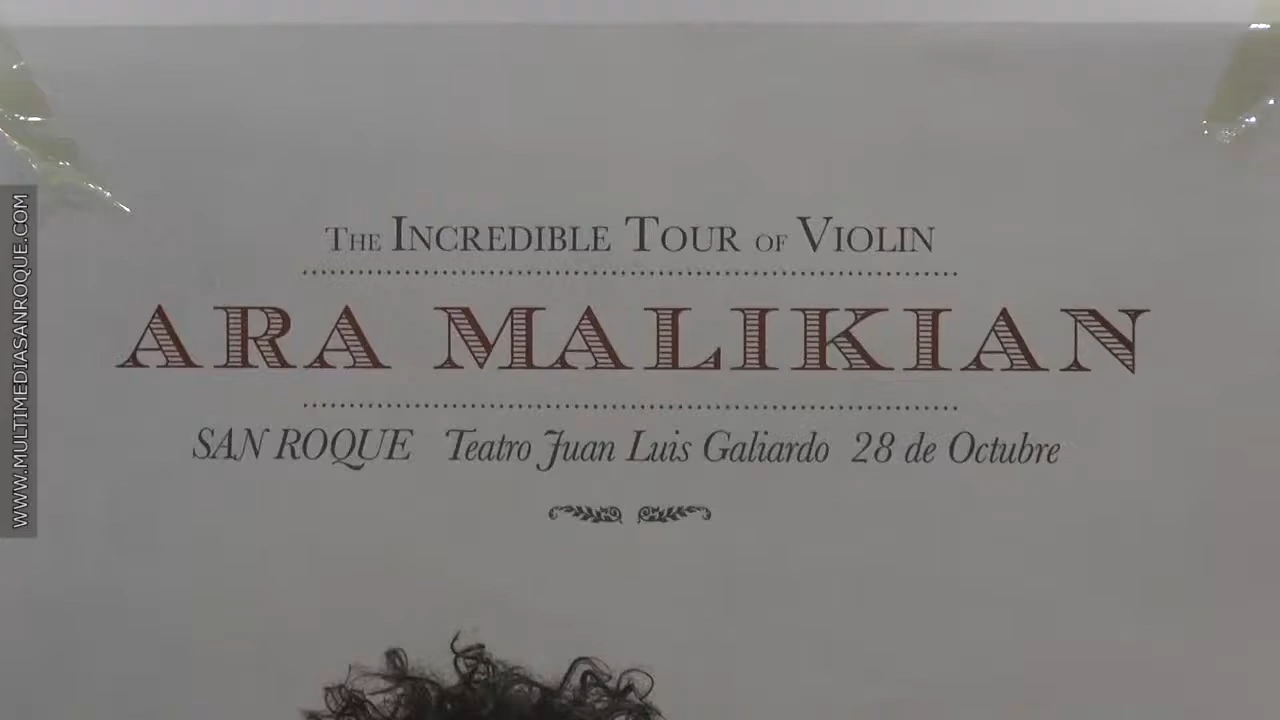 The Incredible Tour of Violin
ARA MALIKIAN
SAN ROQUE Teatro Juan Luis Galiardo 28 de Octubre
WWW.MULTIMEDIASANROQUE.COM